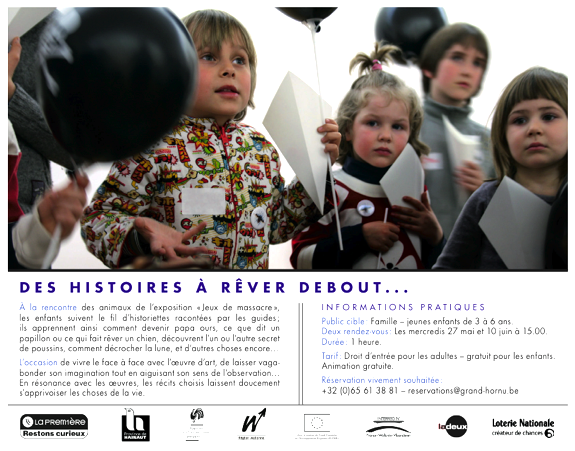 DES HISTOIRES À RÊVER DEBOUT...
A la rencontre des animaux de l'exposition «Jeux de massacre»,
les enfants suivent le fil d'historiettes racontées par les guides;
ils apprennent ainsi comment devenir papa ours, ce que dit un
papillon ou ce qui fait rêver un chien, découvrent l'un ou l'autre secret
de poussins, comment décrocher la lune, et d'autres choses encore...
L'occasion de vivre le face à face avec l'œuvre d'art, de laisser vaga-
bonder son imagination tout en aiguisant son sens de l'observation...
En résonance avec les œuvres, les récits choisis laissent doucement
s'apprivoiser les choses de la vie.
INFORMATIONS PRATIQUES
Public cible: Famille – jeunes enfants de 3 à 6 ans.
Deux rendez-vous: Les mercredis 27 mai et 10 juin à 15.00.
Durée: 1 heure.
Tarif: Droit d'entrée pour les adultes – gratuit pour les enfants.
Animation gratuite.
Réservation vivement souhaitée:
+32 (0)65 61 38 81 – reservations@grand-hornu.be
LA PREMIÈRE
Restons curieux
Province de
HAINAUT
ladeux
Loterie Nationale
créateur de chances